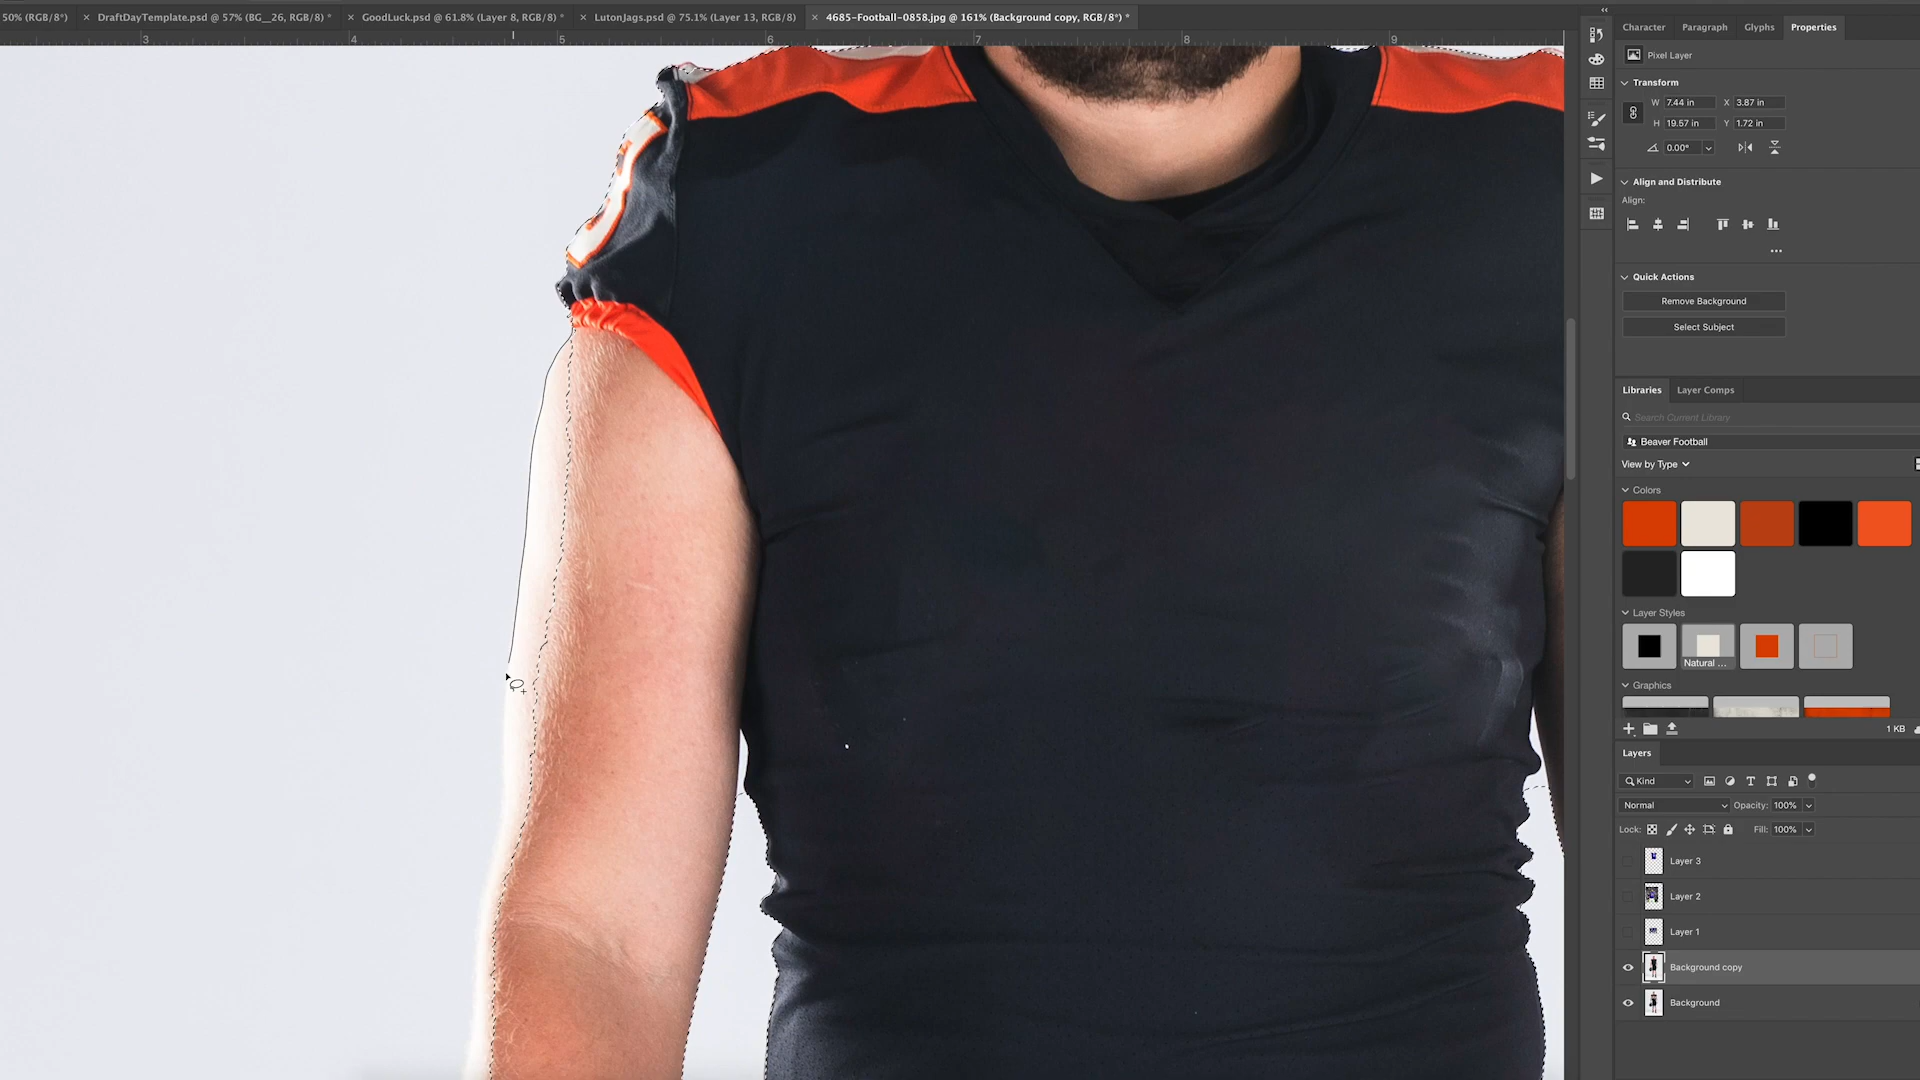 50% (RGB/8*)
DraftDayTemplate.psd @ 57% (BG__26, RGB/8) *
GoodLuck.psd @ 61.8% (Layer 8, RGB/8) *
LutonJags.psd @ 75.1% (Layer 13, RGB/8)
4685-Football-0858.jpg @ 161% (Background copy, RGB/8*) *
3 4 5 6 7 8 9
Character Paragraph Glyphs Properties
Pixel Layer
Transform
W 7.44 in X 3.87 in
H 19.57 in Y 1.72 in
0.00°
Align and Distribute
Align:
Quick Actions
Remove Background
Select Subject
Libraries Layer Comps
Search Current Library
Beaver Football
View by Type
Colors
Layer Styles
Natural ...
Graphics
1 KB
Layers
Kind
Normal Opacity: 100%
Lock: Fill: 100%
Layer 3
Layer 2
Layer 1
Background copy
Background